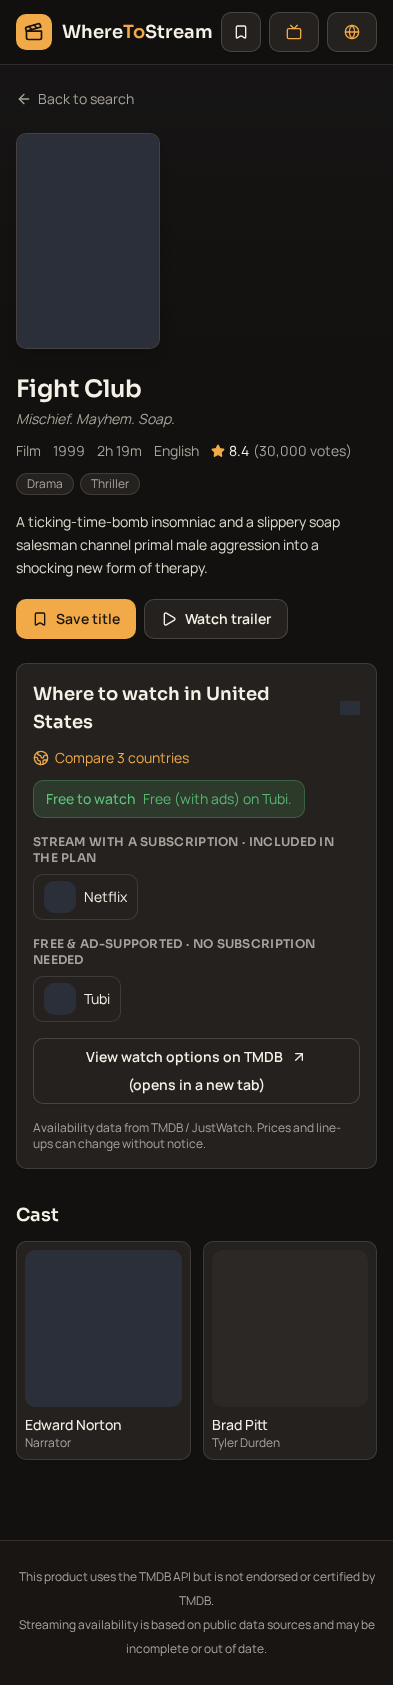 WhereToStream
Back to search
Fight Club
Mischief. Mayhem. Soap.
Film 1999 2h 19m English 8.4 (30,000 votes)
Drama Thriller
A ticking-time-bomb insomniac and a slippery soap
salesman channel primal male aggression into a
shocking new form of therapy.
Save title Watch trailer
Where to watch in United
States
Compare 3 countries
Free to watch Free (with ads) on Tubi.
STREAM WITH A SUBSCRIPTION · INCLUDED IN
THE PLAN
Netflix
FREE & AD-SUPPORTED · NO SUBSCRIPTION
NEEDED
Tubi
View watch options on TMDB
(opens in a new tab)
Availability data from TMDB / JustWatch. Prices and line-
ups can change without notice.
Cast
Edward Norton
Narrator
Brad Pitt
Tyler Durden
This product uses the TMDB API but is not endorsed or certified by
TMDB.
Streaming availability is based on public data sources and may be
incomplete or out of date.